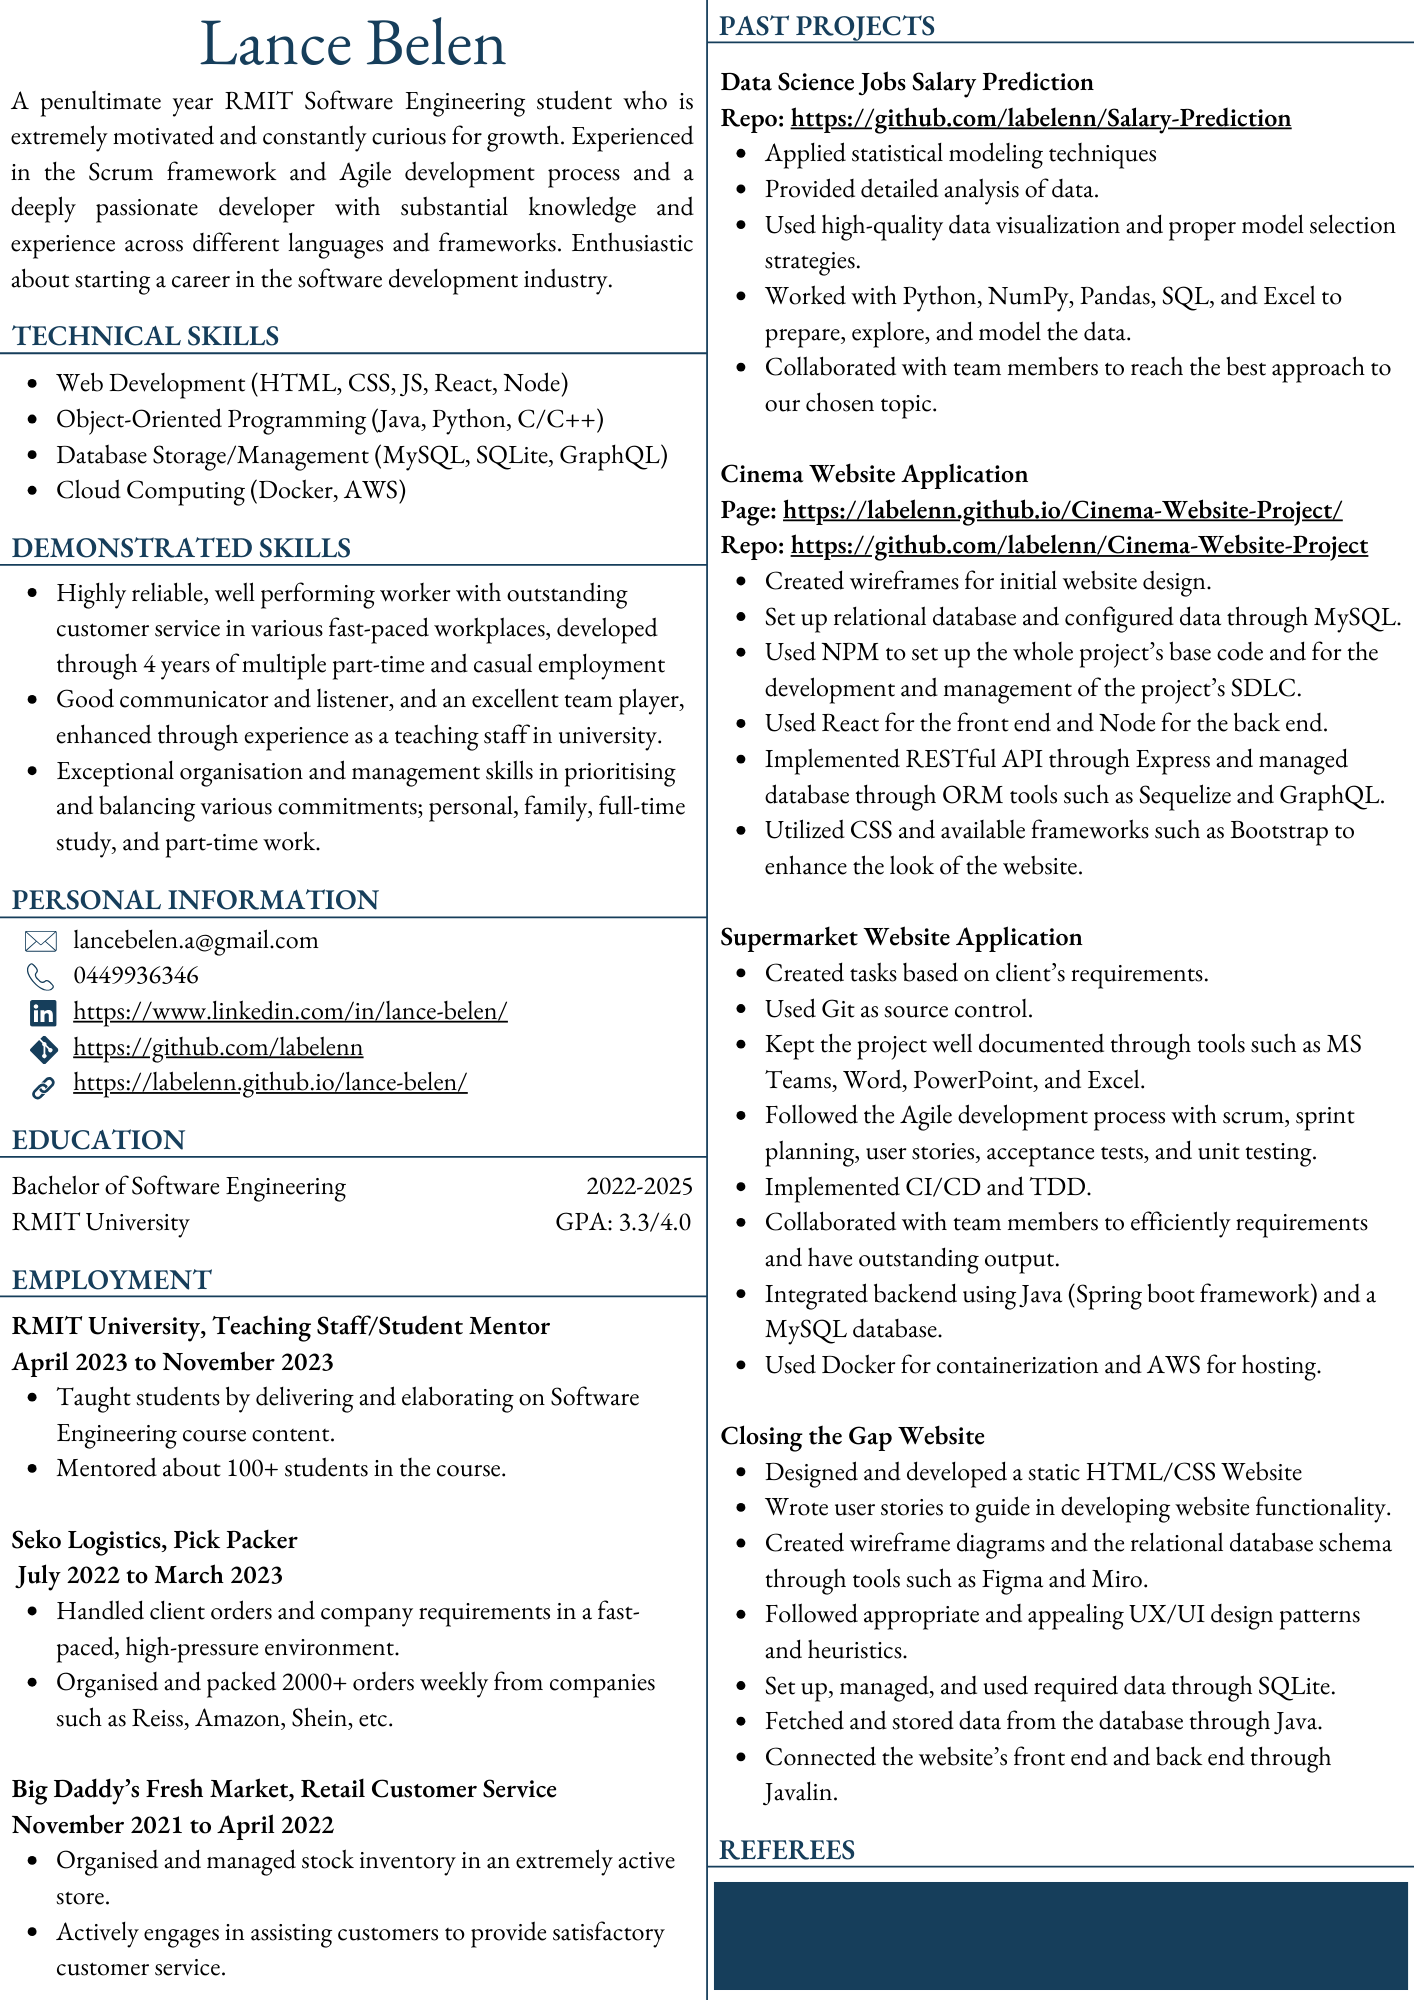 Lance Belen
A penultimate year RMIT Software Engineering student who is
extremely motivated and constantly curious for growth. Experienced
in the Scrum framework and Agile development process and a
deeply passionate developer with substantial knowledge and
experience across different languages and frameworks. Enthusiastic
about starting a career in the software development industry.
TECHNICAL SKILLS
• Web Development (HTML, CSS, JS, React, Node)
• Object-Oriented Programming (Java, Python, C/C++)
• Database Storage/Management (MySQL, SQLite, GraphQL)
• Cloud Computing (Docker, AWS)
DEMONSTRATED SKILLS
• Highly reliable, well performing worker with outstanding
customer service in various fast-paced workplaces, developed
through 4 years of multiple part-time and casual employment
• Good communicator and listener, and an excellent team player,
enhanced through experience as a teaching staff in university.
• Exceptional organisation and management skills in prioritising
and balancing various commitments; personal, family, full-time
study, and part-time work.
PERSONAL INFORMATION
lancebelen.a@gmail.com
0449936346
https://www.linkedin.com/in/lance-belen/
https://github.com/labelenn
https://labelenn.github.io/lance-belen/
EDUCATION
Bachelor of Software Engineering 2022-2025
RMIT University GPA: 3.3/4.0
EMPLOYMENT
RMIT University, Teaching Staff/Student Mentor
April 2023 to November 2023
• Taught students by delivering and elaborating on Software
Engineering course content.
• Mentored about 100+ students in the course.
Seko Logistics, Pick Packer
July 2022 to March 2023
• Handled client orders and company requirements in a fast-
paced, high-pressure environment.
• Organised and packed 2000+ orders weekly from companies
such as Reiss, Amazon, Shein, etc.
Big Daddy’s Fresh Market, Retail Customer Service
November 2021 to April 2022
• Organised and managed stock inventory in an extremely active
store.
• Actively engages in assisting customers to provide satisfactory
customer service.
PAST PROJECTS
Data Science Jobs Salary Prediction
Repo: https://github.com/labelenn/Salary-Prediction
• Applied statistical modeling techniques
• Provided detailed analysis of data.
• Used high-quality data visualization and proper model selection
strategies.
• Worked with Python, NumPy, Pandas, SQL, and Excel to
prepare, explore, and model the data.
• Collaborated with team members to reach the best approach to
our chosen topic.
Cinema Website Application
Page: https://labelenn.github.io/Cinema-Website-Project/
Repo: https://github.com/labelenn/Cinema-Website-Project
• Created wireframes for initial website design.
• Set up relational database and configured data through MySQL.
• Used NPM to set up the whole project’s base code and for the
development and management of the project’s SDLC.
• Used React for the front end and Node for the back end.
• Implemented RESTful API through Express and managed
database through ORM tools such as Sequelize and GraphQL.
• Utilized CSS and available frameworks such as Bootstrap to
enhance the look of the website.
Supermarket Website Application
• Created tasks based on client’s requirements.
• Used Git as source control.
• Kept the project well documented through tools such as MS
Teams, Word, PowerPoint, and Excel.
• Followed the Agile development process with scrum, sprint
planning, user stories, acceptance tests, and unit testing.
• Implemented CI/CD and TDD.
• Collaborated with team members to efficiently requirements
and have outstanding output.
• Integrated backend using Java (Spring boot framework) and a
MySQL database.
• Used Docker for containerization and AWS for hosting.
Closing the Gap Website
• Designed and developed a static HTML/CSS Website
• Wrote user stories to guide in developing website functionality.
• Created wireframe diagrams and the relational database schema
through tools such as Figma and Miro.
• Followed appropriate and appealing UX/UI design patterns
and heuristics.
• Set up, managed, and used required data through SQLite.
• Fetched and stored data from the database through Java.
• Connected the website’s front end and back end through
Javalin.
REFEREES